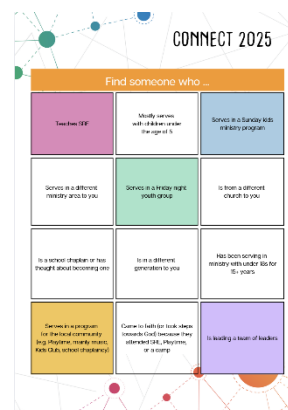 CONNECT 2025
Find someone who ...
Teaches SRE
Mostly serves
with children under
the age of 5
Serves in a Sunday kids
ministry program
Serves in a different
ministry area to you
Serves in a Friday night
youth group
Is from a different
church to you
Is a school chaplain or has
thought about becoming one
Is in a different
generation to you
Has been serving in
ministry with under 18s for
15+ years
Serves in a program
for the local community
(e.g. Playtime, mainly music,
Kids Club, school chaplaincy)
Came to faith (or took steps
towards God) because they
attended SRE, Playtime,
or a camp
Is leading a team of leaders